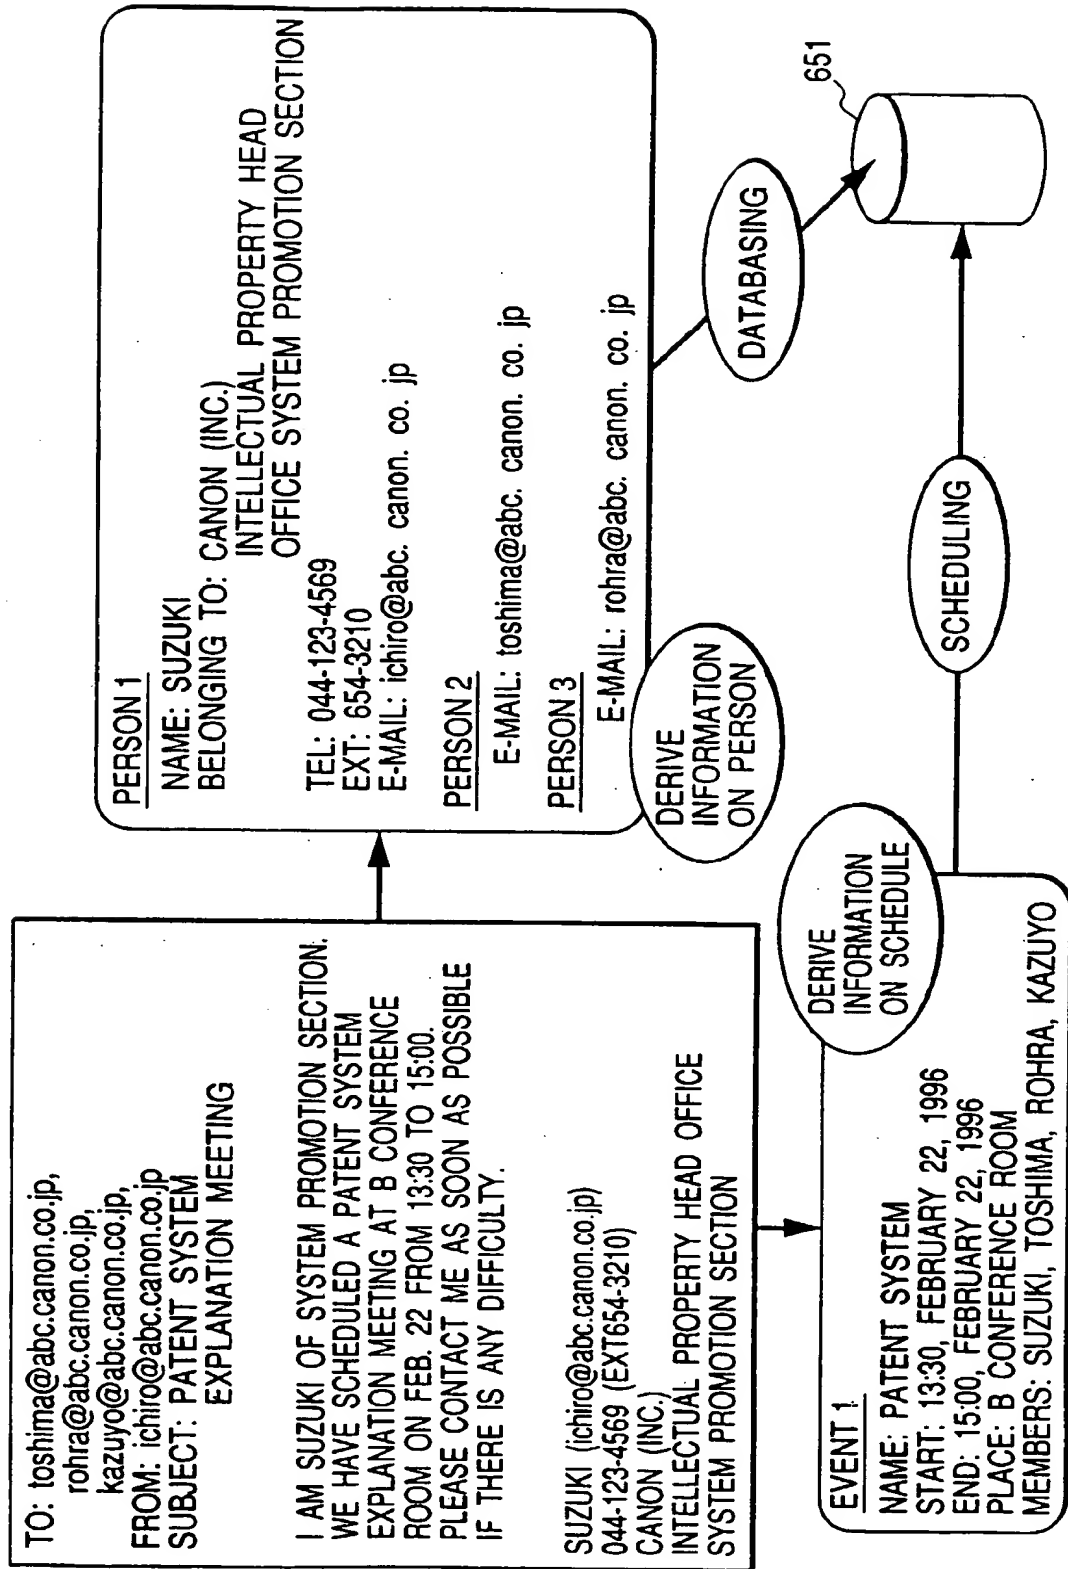 TO: toshima@abc.canon.co.jp,
rohra@abc.canon.co.jp,
kazuyo@abc.canon.co.jp,
FROM: ichiro@abc.canon.co.jp
SUBJECT: PATENT SYSTEM
EXPLANATION MEETING
I AM SUZUKI OF SYSTEM PROMOTION SECTION.
WE HAVE SCHEDULED A PATENT SYSTEM
EXPLANATION MEETING AT B CONFERENCE
ROOM ON FEB. 22 FROM 13:30 TO 15:00.
PLEASE CONTACT ME AS SOON AS POSSIBLE
IF THERE IS ANY DIFFICULTY.
SUZUKI (ichiro@abc.canon.co.jp)
044-123-4569 (EXT654-3210)
CANON (INC.)
INTELLECTUAL PROPERTY HEAD OFFICE
SYSTEM PROMOTION SECTION
PERSON 1
NAME: SUZUKI
BELONGING TO: CANON (INC.)
INTELLECTUAL PROPERTY HEAD
OFFICE SYSTEM PROMOTION SECTION
TEL: 044-123-4569
EXT: 654-3210
E-MAIL: ichiro@abc. canon. co. jp
PERSON 2
E-MAIL: toshima@abc. canon. co. jp
PERSON 3
E-MAIL: rohra@abc. canon. co. jp
DERIVE
INFORMATION
ON PERSON
DATABASING
651
EVENT 1
NAME: PATENT SYSTEM
START: 13:30, FEBRUARY 22, 1996
END: 15:00, FEBRUARY 22, 1996
PLACE: B CONFERENCE ROOM
MEMBERS: SUZUKI, TOSHIMA, ROHRA, KAZUYO
DERIVE
INFORMATION
ON SCHEDULE
SCHEDULING